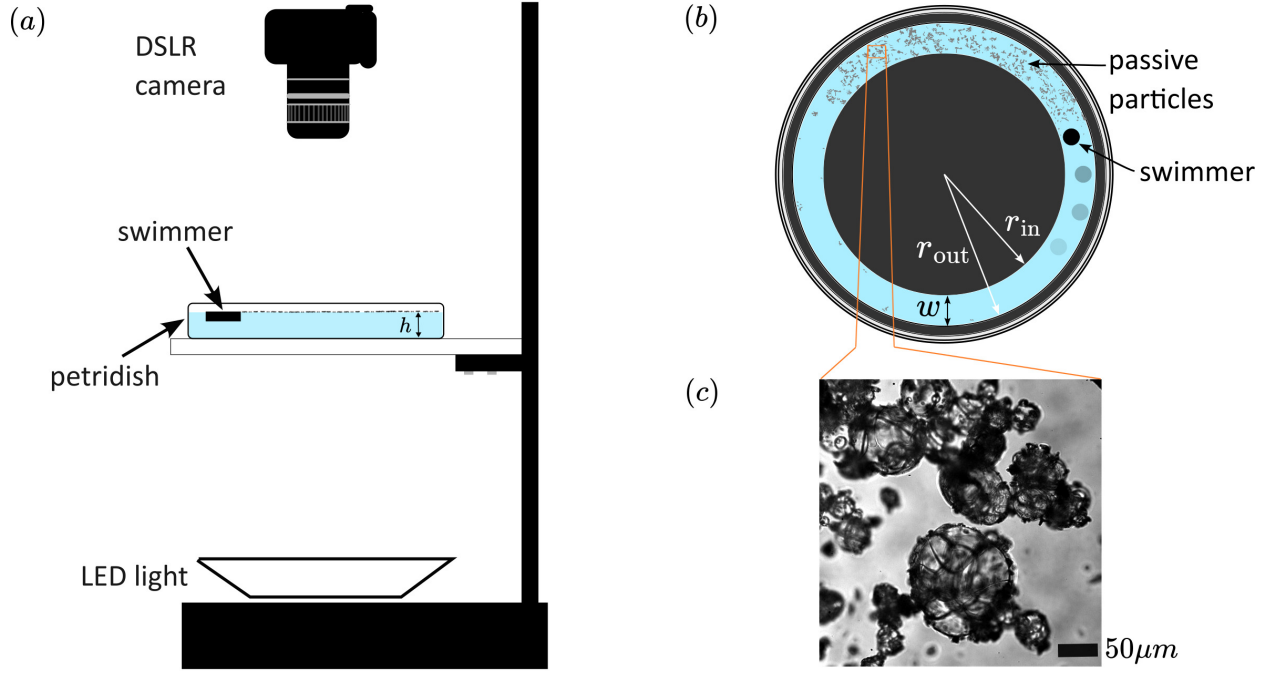 (a)
DSLR
camera
swimmer
h
petridish
LED light
(b)
passive
particles
swimmer
r_in
r_out
w
(c)
50μm